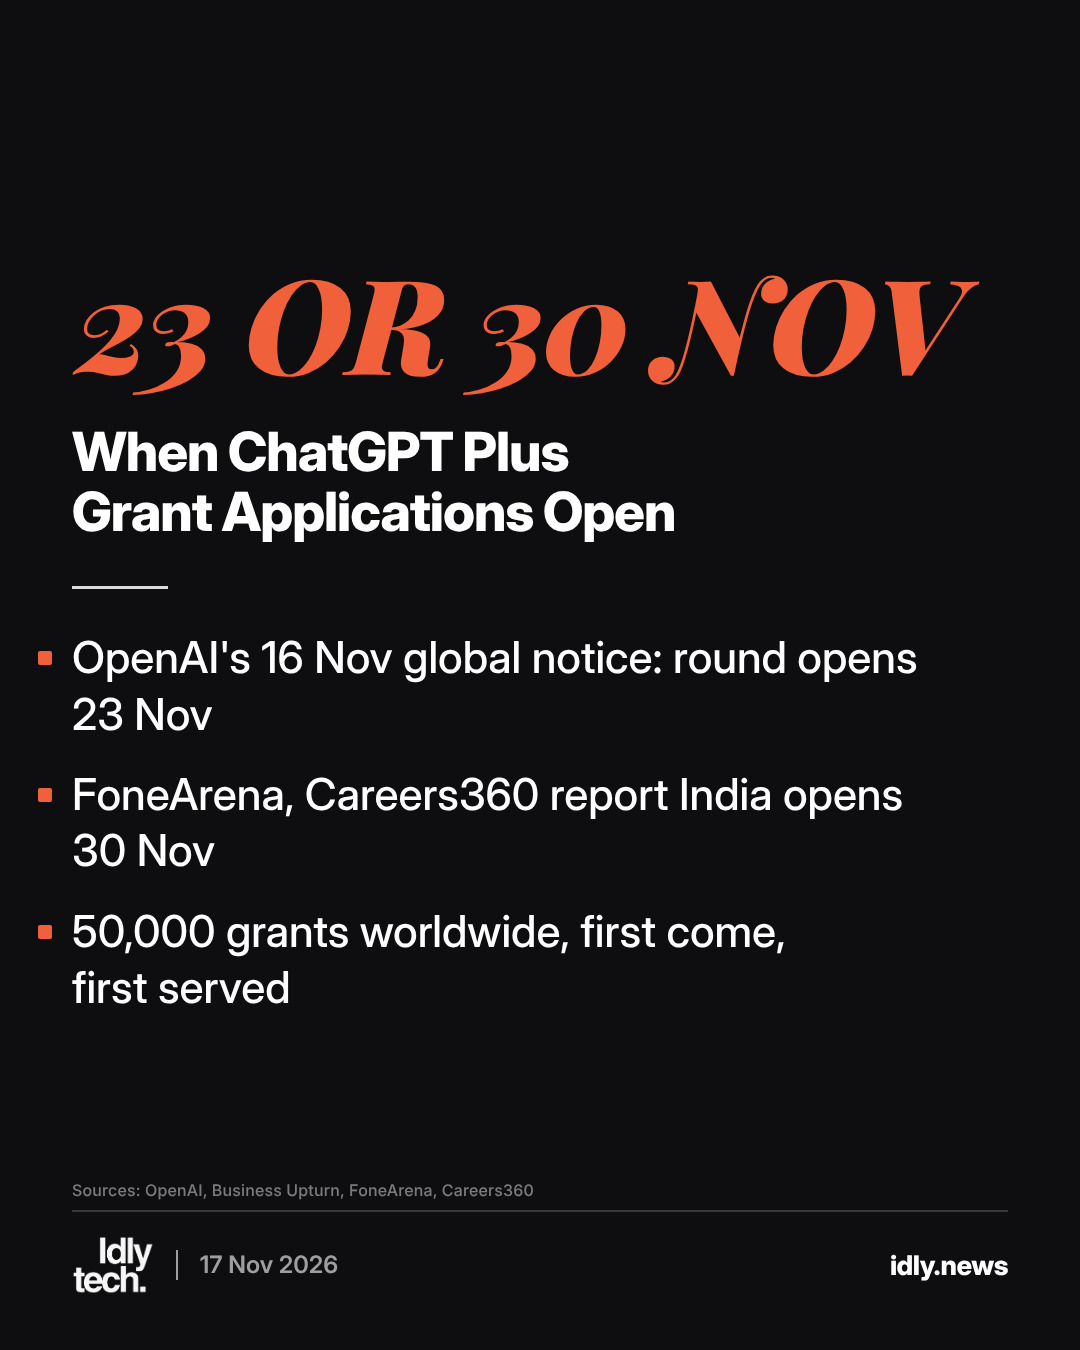 23 OR 30 NOV
When ChatGPT Plus
Grant Applications Open
OpenAI's 16 Nov global notice: round opens
23 Nov
FoneArena, Careers360 report India opens
30 Nov
50,000 grants worldwide, first come,
first served
Sources: OpenAI, Business Upturn, FoneArena, Careers360
Idly
tech.
17 Nov 2026
idly.news